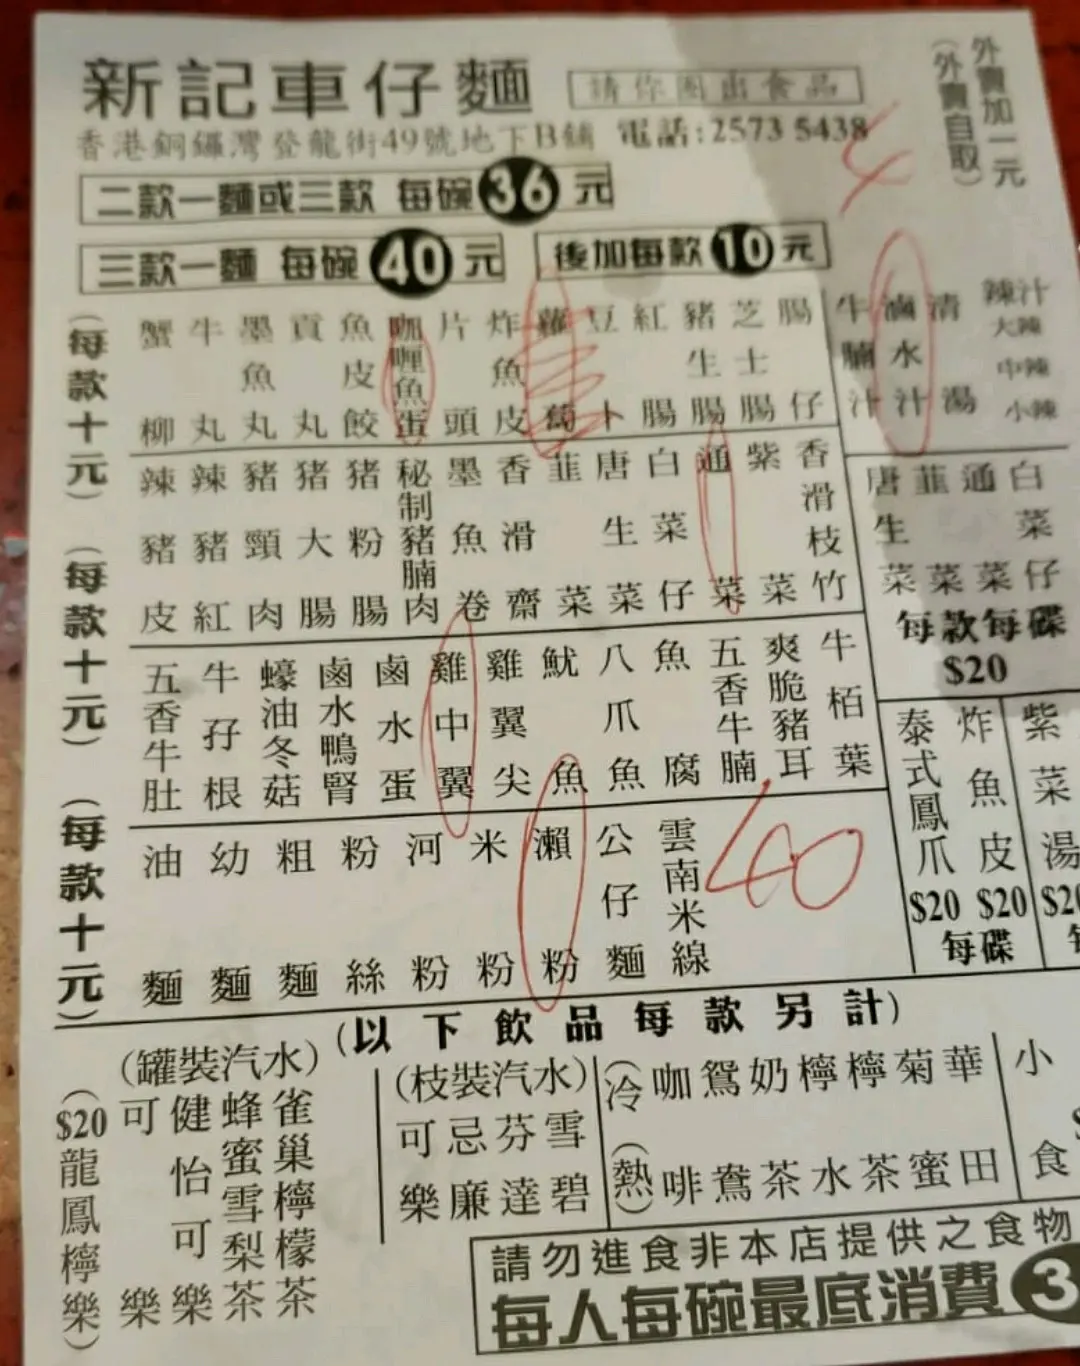 新記車仔麵
請你圈出食品
香港銅鑼灣登龍街49號地下B舖
電話:2573 5438
外賣加一元
(外賣自取)
二款一麵或三款 每碗36元
三款一麵 每碗40元
後加每款10元
(每款十元)
蟹柳
牛丸
墨魚丸
貢丸
魚皮餃
咖喱魚蛋
片頭
炸魚皮
蘿蔔
豆卜
紅腸
豬生腸
芝士腸
腸仔
牛腩汁
滷水汁
清湯
辣汁
大辣
中辣
小辣
(每款十元)
辣豬皮
辣豬紅
豬頸肉
豬大腸
豬粉腸
秘制豬腩肉
墨魚卷
香滑齋
韮菜
唐生菜
白菜仔
通菜
紫菜
香滑枝竹
唐生菜
韮菜
通菜
白菜仔
每款每碟
$20
五香牛肚
牛孖根
蠔油冬菇
鹵水鴨腎
鹵水蛋
雞中翼
雞翼尖
魷魚
八爪魚
魚腐
五香牛腩
爽脆豬耳
牛栢葉
泰式鳳爪
$20
炸魚皮
$20
每碟
紫菜湯
$20
(每款十元)
油麵
幼麵
粗麵
粉絲
河粉
米粉
瀨粉
公仔麵
雲南米線
40
(以下飲品每款另計)
(罐裝汽水)
($20龍鳳檸樂)
可樂
健怡可樂
蜂蜜雪梨茶
雀巢檸檬茶
(枝裝汽水)
可樂
忌廉
芬達
雪碧
(冷)
(熱)
咖啡
鴛鴦
奶茶
檸水
檸茶
菊蜜
華田
小食
請勿進食非本店提供之食物
每人每碗最底消費3